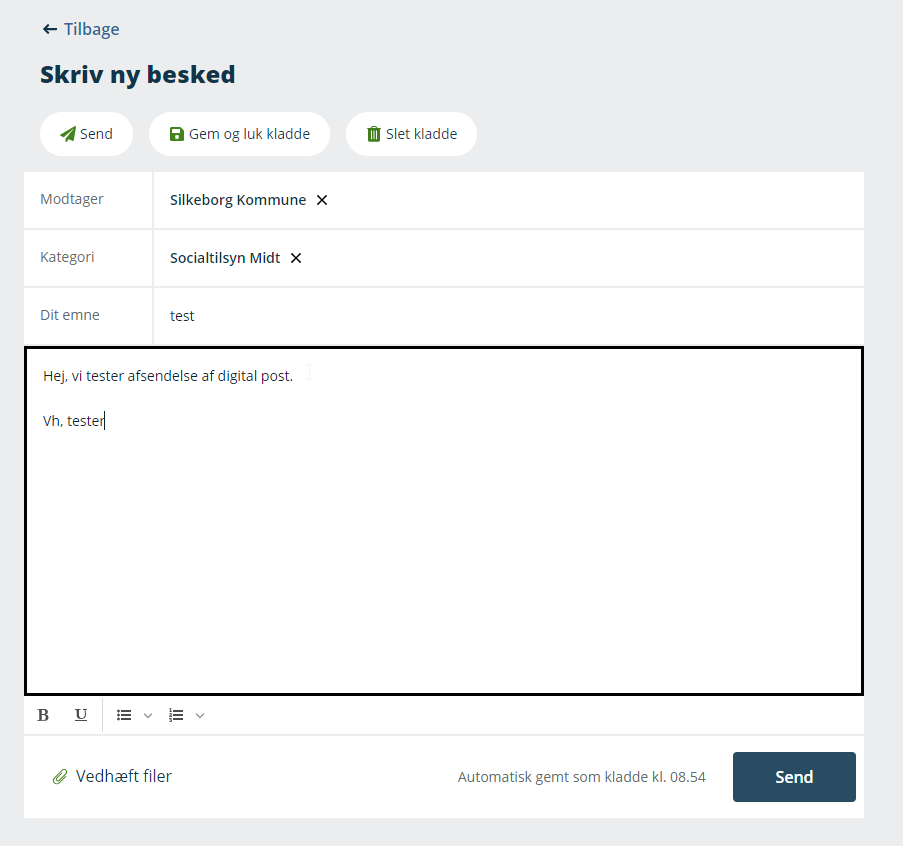 Tilbage
Skriv ny besked
Send Gem og luk kladde Slet kladde
Modtager Silkeborg Kommune
Kategori Socialtilsyn Midt
Dit emne test
Hej, vi tester afsendelse af digital post.
Vh, tester
B U
Vedhæft filer Automatisk gemt som kladde kl. 08.54 Send